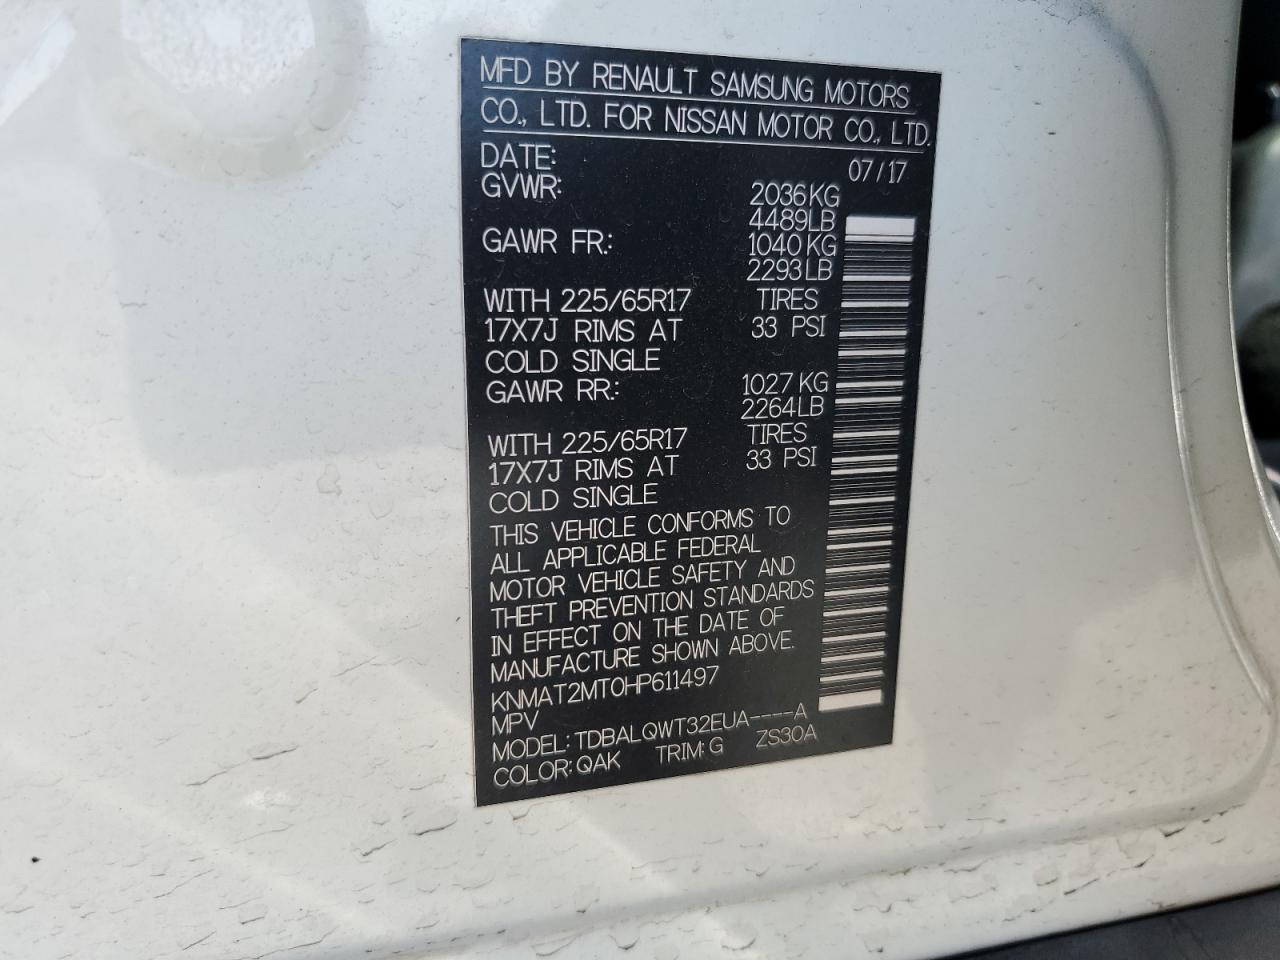 MFD BY RENAULT SAMSUNG MOTORS
CO., LTD. FOR NISSAN MOTOR CO., LTD.
DATE: 07/17
GVWR: 2036KG
4489LB
GAWR FR.: 1040KG
2293LB
WITH 225/65R17 TIRES
17X7J RIMS AT 33 PSI
COLD SINGLE
GAWR RR.: 1027KG
2264LB
WITH 225/65R17 TIRES
17X7J RIMS AT 33 PSI
COLD SINGLE
THIS VEHICLE CONFORMS TO
ALL APPLICABLE FEDERAL
MOTOR VEHICLE SAFETY AND
THEFT PREVENTION STANDARDS
IN EFFECT ON THE DATE OF
MANUFACTURE SHOWN ABOVE.
KNMAT2MT0HP611497
MPV
MODEL: TDBALQWT32EUA----A
COLOR: QAK TRIM: G ZS30A